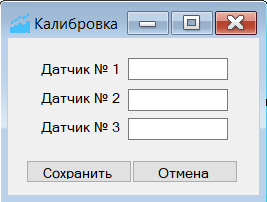 Калибровка
Датчик № 1
Датчик № 2
Датчик № 3
Сохранить Отмена